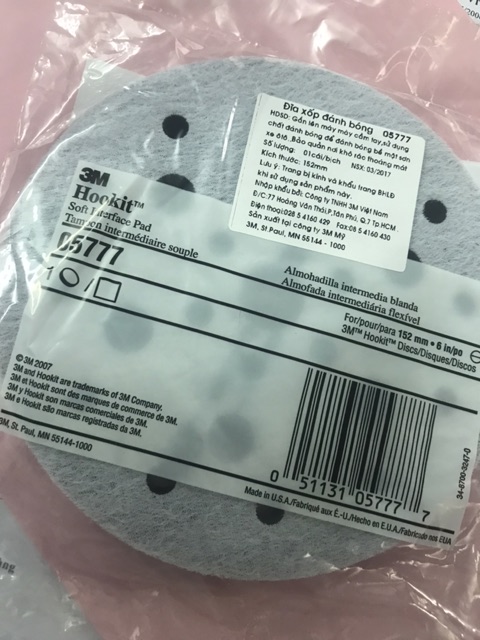 Đĩa xốp đánh bóng 05777
HDSD: Gắn lên máy máy cầm tay,sử dụng
chất đánh bóng để đánh bóng bề mặt sơn
xe ôtô..Bảo quản nơi khô ráo thoáng mát
Số lượng: 01cái/bịch NSX: 03/2017
Kích thước: 152mm
Lưu ý: Trang bị kính và khẩu trang BHLĐ
khi sử dụng sản phẩm này.
Nhập khẩu bởi: Công ty TNHH 3M Việt Nam
Đ/C:77 Hoàng Văn Thái,P.Tân Phú, Q.7 Tp.HCM
Điện thoại:028 5 4160 429 Fax:08 5 4160 430
Sản xuất tại công ty 3M Mỹ
3M, St.Paul, MN 55144 - 1000
3M
Hookit™
Soft Interface Pad
Tampon intermédiaire souple
05777
1 /
Almohadilla intermedia blanda
Almofada intermediária flexível
For/pour/para 152 mm • 6 in/po
3M™ Hookit™ Discs/Disques/Discos
© 3M 2007
3M and Hookit are trademarks of 3M Company.
3M et Hookit sont des marques de commerce de 3M.
3M y Hookit son marcas comerciales de 3M.
3M e Hookit são marcas registradas da 3M.
3M, St. Paul, MN 55144-1000
0 51131 05777 7
34-8700-9247-0
Made in U.S.A./Fabriqué aux É.-U./Hecho en E.U.A./Fabricado nos EUA